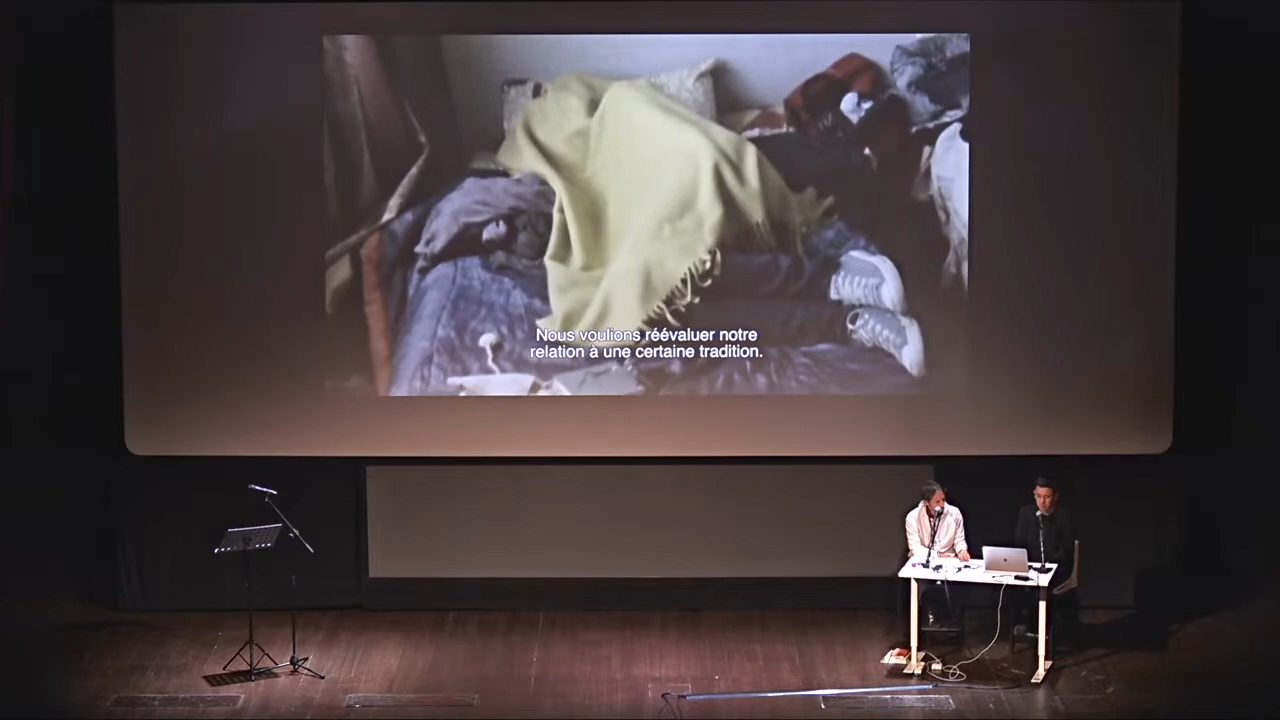 Nous voulions réévaluer notre
relation à une certaine tradition.